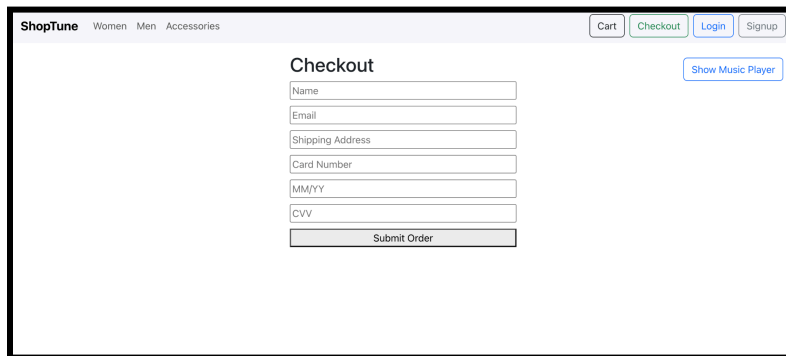 ShopTune Women Men Accessories Cart Checkout Login Signup
Checkout
Show Music Player
Name
Email
Shipping Address
Card Number
MM/YY
CVV
Submit Order